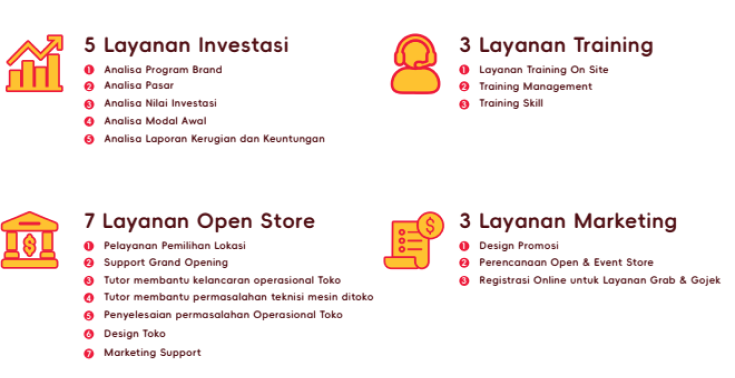 5 Layanan Investasi
1 Analisa Program Brand
2 Analisa Pasar
3 Analisa Nilai Investasi
4 Analisa Modal Awal
5 Analisa Laporan Kerugian dan Keuntungan
3 Layanan Training
1 Layanan Training On Site
2 Training Management
3 Training Skill
7 Layanan Open Store
1 Pelayanan Pemilihan Lokasi
2 Support Grand Opening
3 Tutor membantu kelancaran operasional Toko
4 Tutor membantu permasalahan teknisi mesin ditoko
5 Penyelesaian permasalahan Operasional Toko
6 Design Toko
7 Marketing Support
$
3 Layanan Marketing
1 Design Promosi
2 Perencanaan Open & Event Store
3 Registrasi Online untuk Layanan Grab & Gojek
$